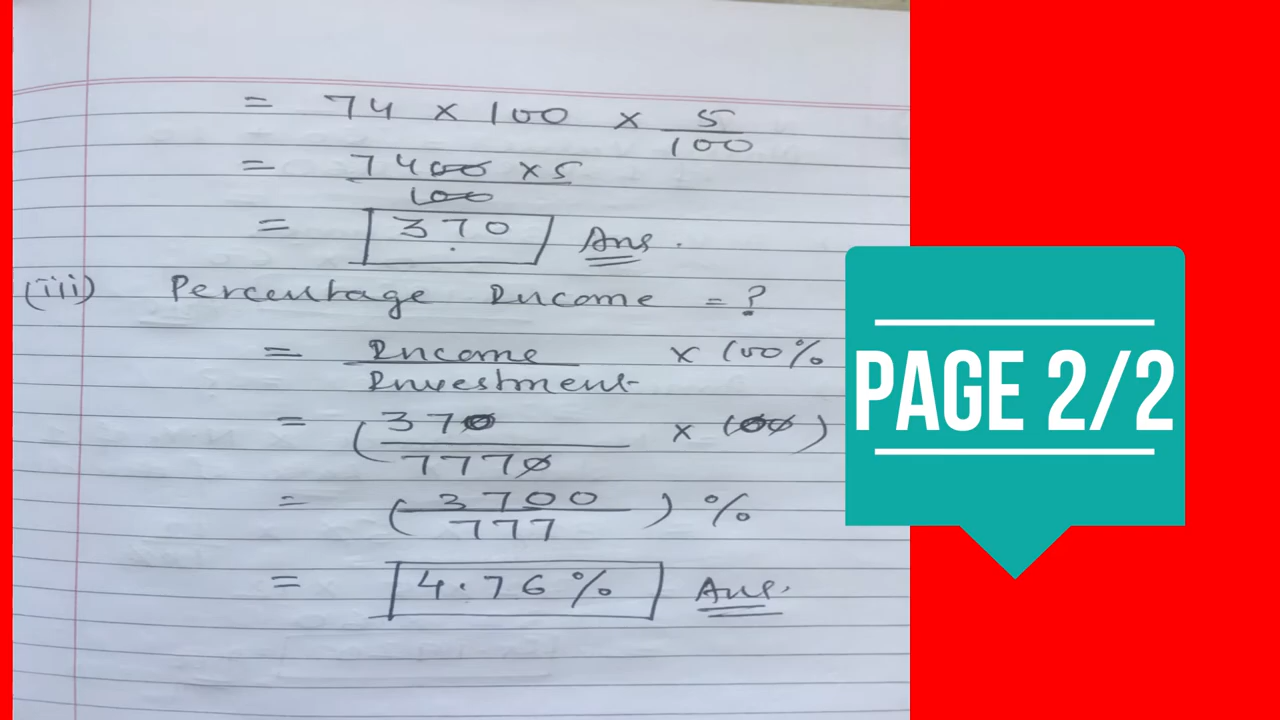 = 74 × 100 × 5/100
= 7400 × 5/100
= 370 Ans.
(iii) Percentage Income = ?
= Income/Investment × 100%
= (370/7770 × 100)
= (3700/777) %
= 4.76% Ans.
PAGE 2/2